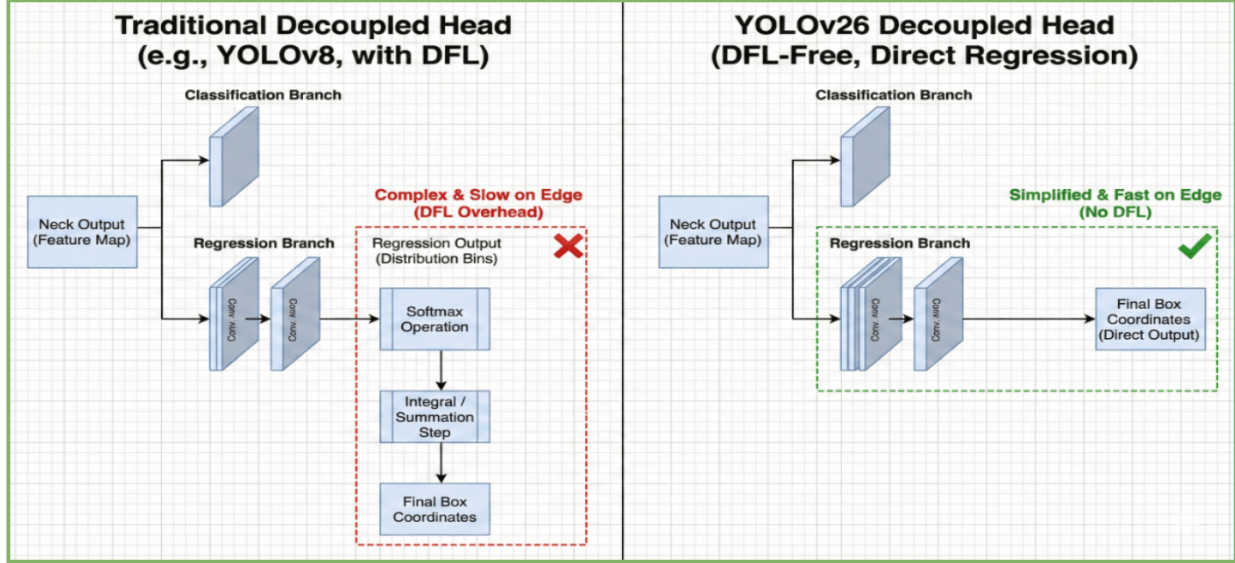 Traditional Decoupled Head
(e.g., YOLOv8, with DFL)
Classification Branch
Neck Output
(Feature Map)
Complex & Slow on Edge
(DFL Overhead)
Regression Branch
Regression Output
(Distribution Bins)
Conv
Conv
Softmax
Operation
Integral /
Summation
Step
Final Box
Coordinates
YOLOv26 Decoupled Head
(DFL-Free, Direct Regression)
Classification Branch
Neck Output
(Feature Map)
Simplified & Fast on Edge
(No DFL)
Regression Branch
Conv
Conv
Final Box
Coordinates
(Direct Output)